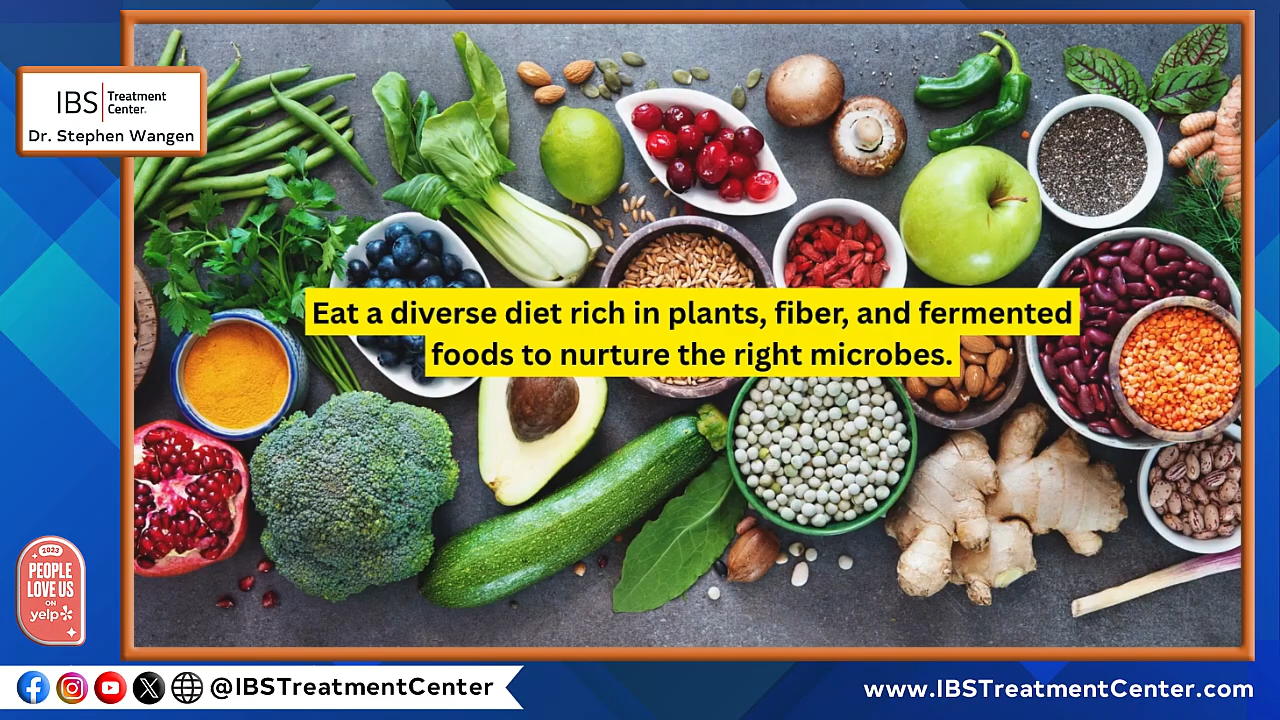 IBS Treatment
Center.
Dr. Stephen Wangen
Eat a diverse diet rich in plants, fiber, and fermented
foods to nurture the right microbes.
2023
PEOPLE
LOVE US
ON
yelp
@IBSTreatmentCenter
www.IBSTreatmentCenter.com